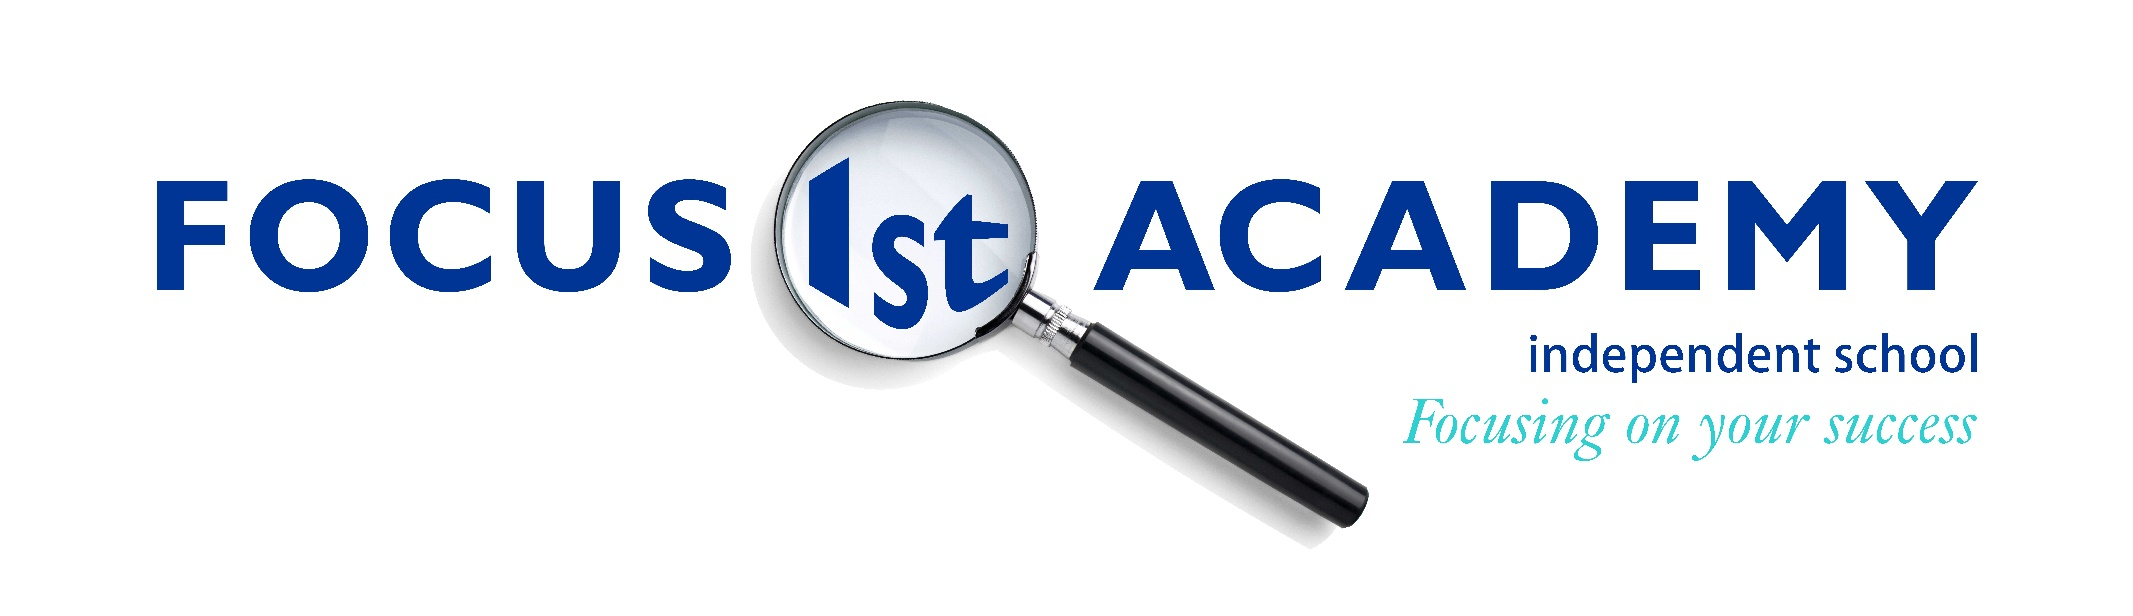 FOCUS 1st ACADEMY
independent school
Focusing on your success